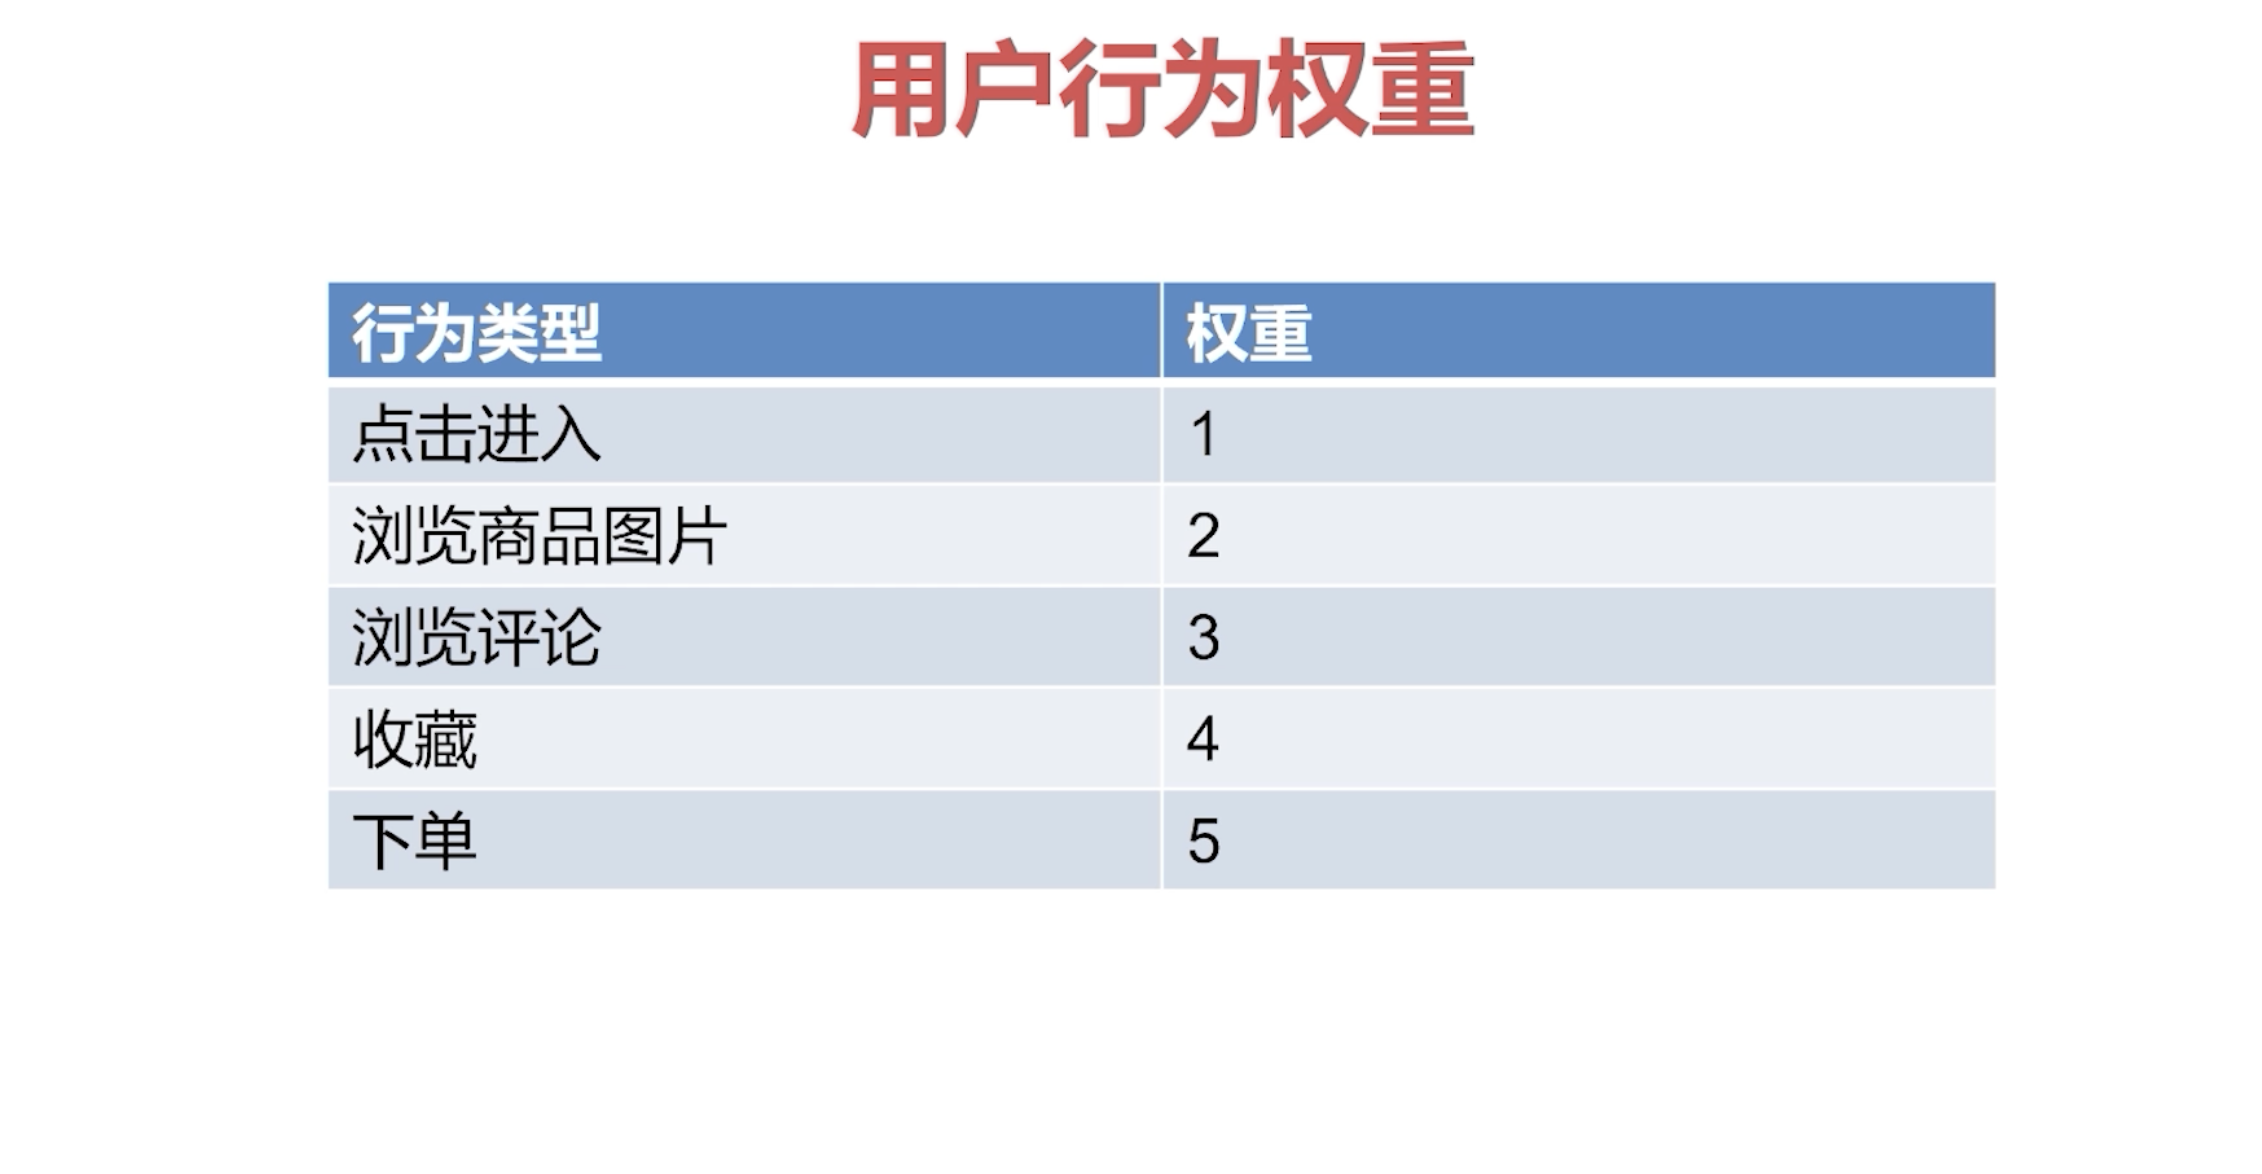 用户行为权重
行为类型 权重
点击进入 1
浏览商品图片 2
浏览评论 3
收藏 4
下单 5